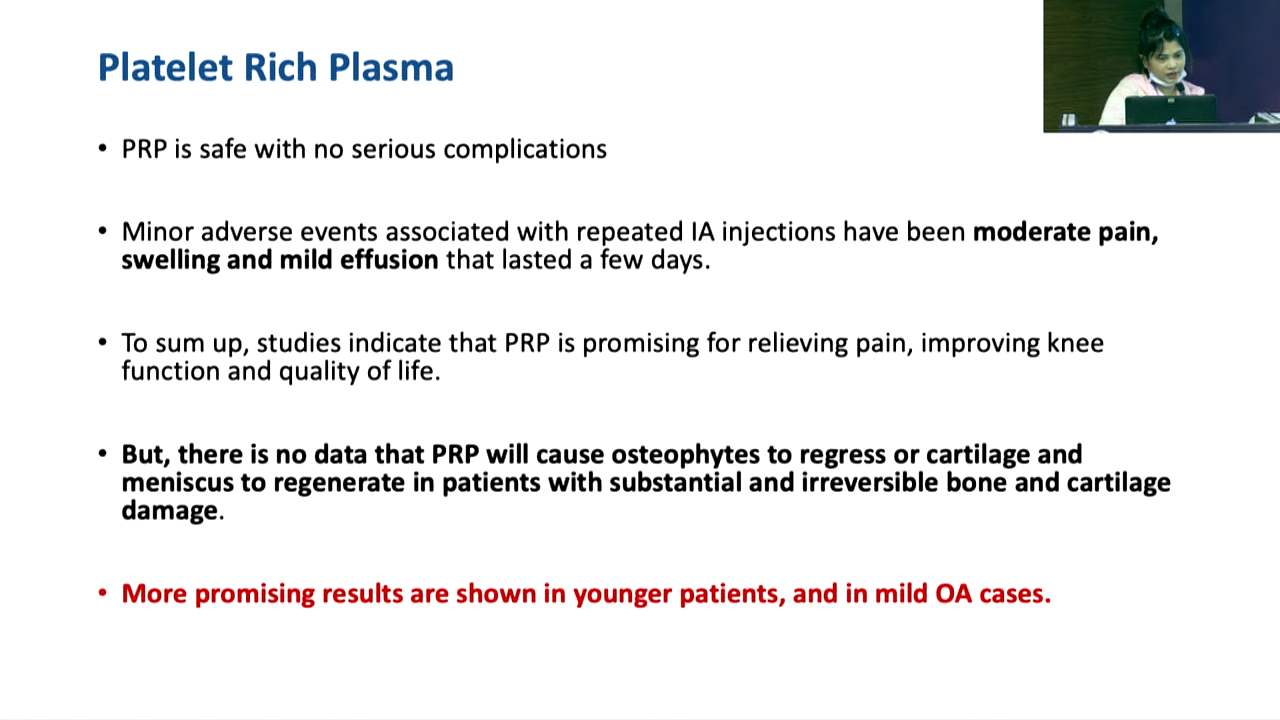 Platelet Rich Plasma
• PRP is safe with no serious complications
• Minor adverse events associated with repeated IA injections have been moderate pain,
swelling and mild effusion that lasted a few days.
• To sum up, studies indicate that PRP is promising for relieving pain, improving knee
function and quality of life.
• But, there is no data that PRP will cause osteophytes to regress or cartilage and
meniscus to regenerate in patients with substantial and irreversible bone and cartilage
damage.
• More promising results are shown in younger patients, and in mild OA cases.